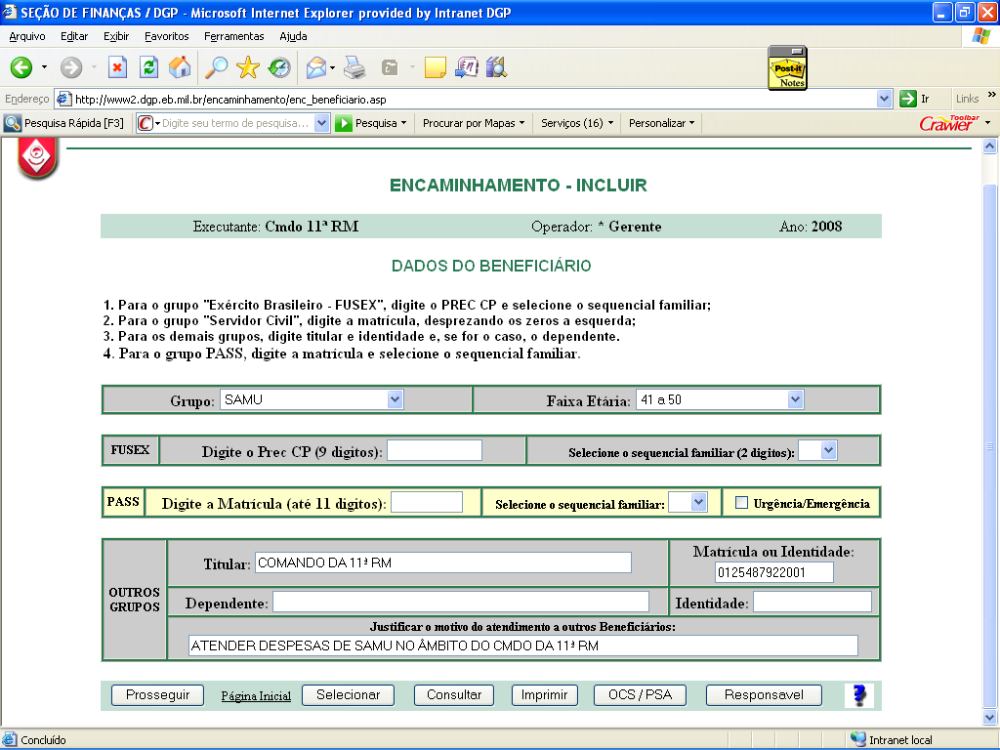 SEÇÃO DE FINANÇAS / DGP - Microsoft Internet Explorer provided by Intranet DGP
Arquivo Editar Exibir Favoritos Ferramentas Ajuda
Post-it
Notes
Endereço http://www2.dgp.eb.mil.br/encaminhamento/enc_beneficiario.asp Ir Links »
Pesquisa Rápida [F3] Digite seu termo de pesquisa... Pesquisa Procurar por Mapas Serviços (16) Personalizar Crawler Toolbar
ENCAMINHAMENTO - INCLUIR
Executante: Cmdo 11ª RM Operador: * Gerente Ano: 2008
DADOS DO BENEFICIÁRIO
1. Para o grupo "Exército Brasileiro - FUSEX", digite o PREC CP e selecione o sequencial familiar;
2. Para o grupo "Servidor Civil", digite a matrícula, desprezando os zeros a esquerda;
3. Para os demais grupos, digite titular e identidade e, se for o caso, o dependente.
4. Para o grupo PASS, digite a matrícula e selecione o sequencial familiar.
Grupo: SAMU Faixa Etária: 41 a 50
FUSEX Digite o Prec CP (9 digitos): Selecione o sequencial familiar (2 digitos):
PASS Digite a Matrícula (até 11 digitos): Selecione o sequencial familiar: Urgência/Emergência
OUTROS GRUPOS
Titular: COMANDO DA 11ª RM
Matrícula ou Identidade:
0125487922001
Dependente: Identidade:
Justificar o motivo do atendimento a outros Beneficiários:
ATENDER DESPESAS DE SAMU NO ÂMBITO DO CMDO DA 11ª RM
Prosseguir Página Inicial Selecionar Consultar Imprimir OCS / PSA Responsavel ?
Concluído Intranet local